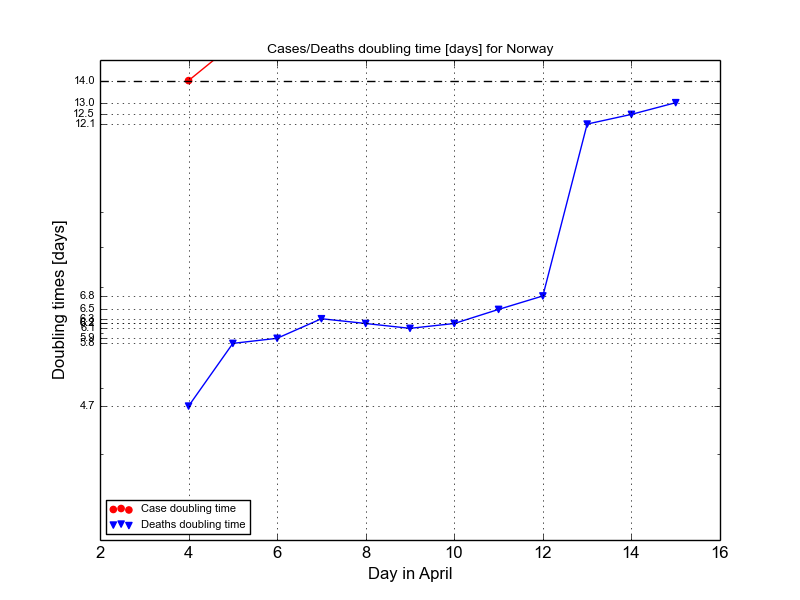 Cases/Deaths doubling time [days] for Norway
14.0
13.0
12.5
12.1
6.8
6.5
6.1
5.9
5.8
4.7
Doubling times [days]
Case doubling time
Deaths doubling time
2 4 6 8 10 12 14 16
Day in April